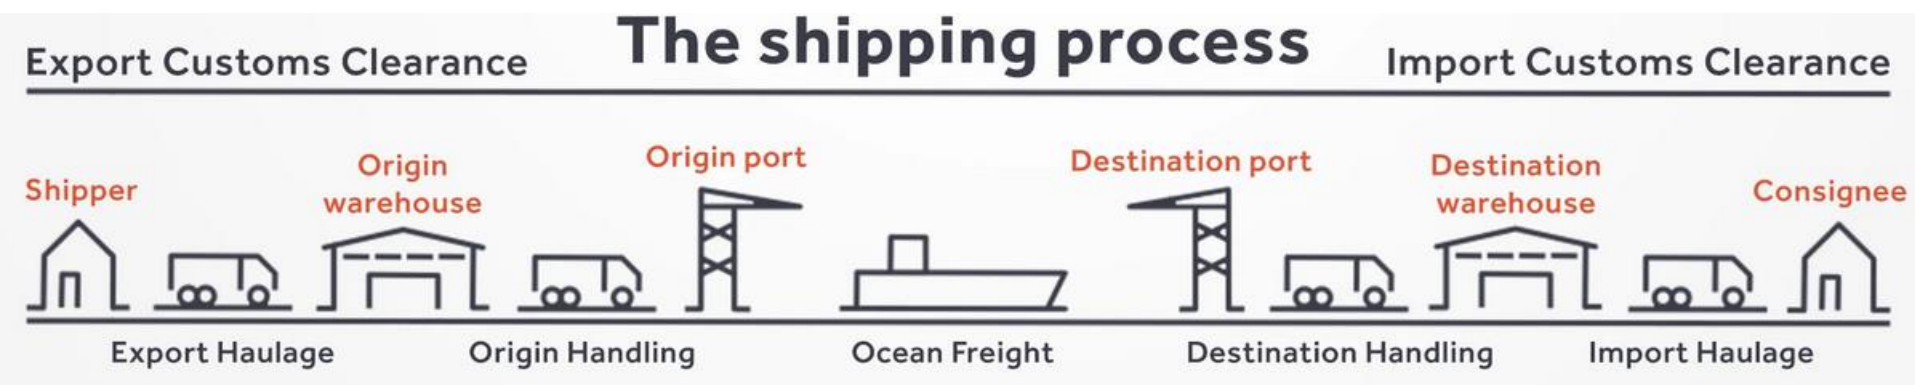 The shipping process
Export Customs Clearance
Import Customs Clearance
Shipper
Origin
warehouse
Origin port
Destination port
Destination
warehouse
Consignee
Export Haulage
Origin Handling
Ocean Freight
Destination Handling
Import Haulage